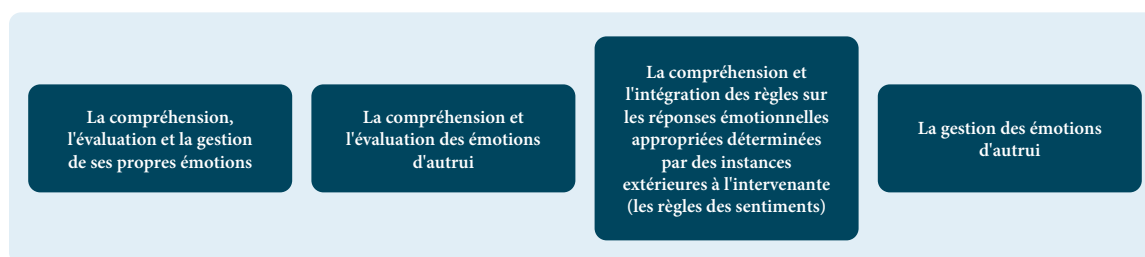 La compréhension,
l'évaluation et la gestion
de ses propres émotions
La compréhension et
l'évaluation des émotions
d'autrui
La compréhension et
l'intégration des règles sur
les réponses émotionnelles
appropriées déterminées
par des instances
extérieures à l'intervenante
(les règles des sentiments)
La gestion des émotions
d'autrui